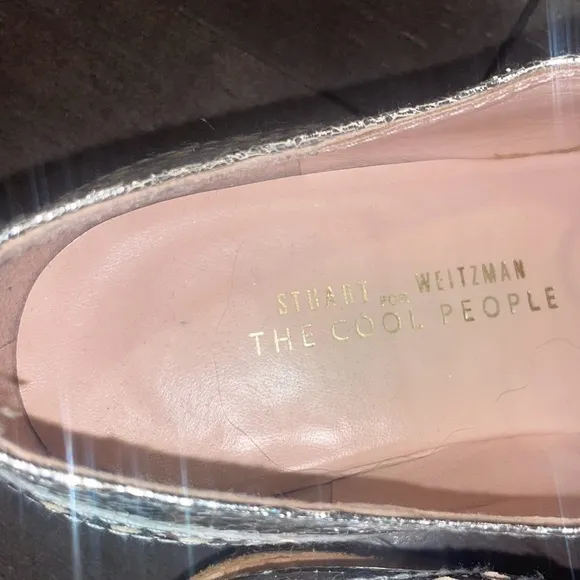 STUART FOR WEITZMAN
THE COOL PEOPLE